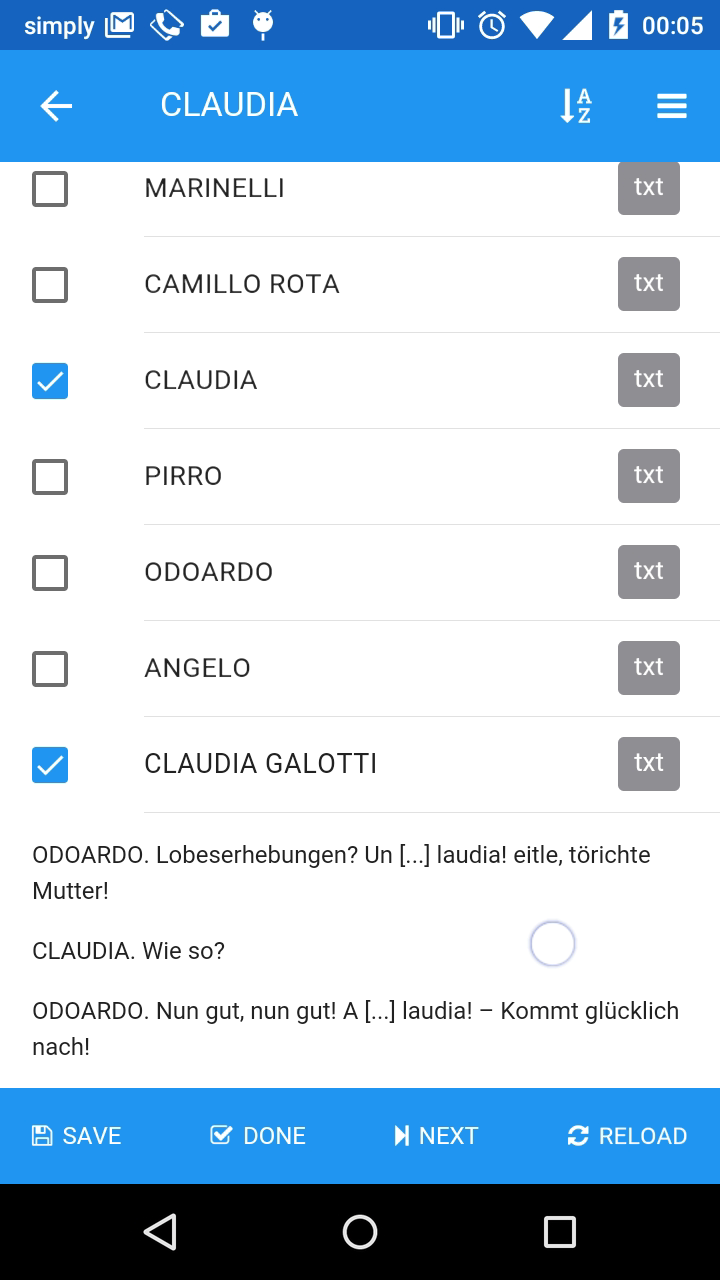 simply 00:05
CLAUDIA A Z
MARINELLI txt
CAMILLO ROTA txt
CLAUDIA txt
PIRRO txt
ODOARDO txt
ANGELO txt
CLAUDIA GALOTTI txt
ODOARDO. Lobeserhebungen? Un [...] laudia! eitle, törichte
Mutter!
CLAUDIA. Wie so?
ODOARDO. Nun gut, nun gut! A [...] laudia! – Kommt glücklich
nach!
SAVE DONE NEXT RELOAD